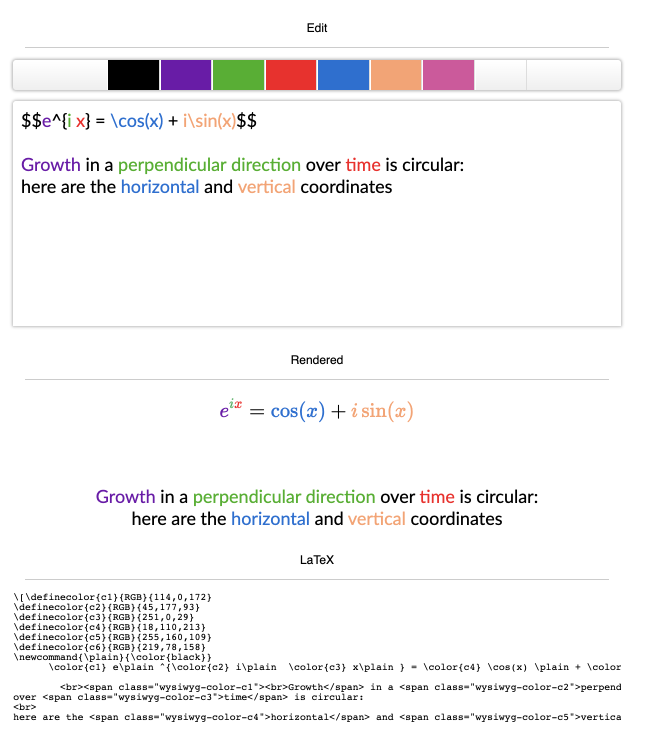 Edit
$$e^{i x} = \cos(x) + i\sin(x)$$
Growth in a perpendicular direction over time is circular:
here are the horizontal and vertical coordinates
Rendered
e^{ix} = cos(x) + i sin(x)
Growth in a perpendicular direction over time is circular:
here are the horizontal and vertical coordinates
LaTeX
\[\definecolor{c1}{RGB}{114,0,172}
\definecolor{c2}{RGB}{45,177,93}
\definecolor{c3}{RGB}{251,0,29}
\definecolor{c4}{RGB}{18,110,213}
\definecolor{c5}{RGB}{255,160,109}
\definecolor{c6}{RGB}{219,78,158}
\newcommand{\plain}{\color{black}}
\color{c1} e\plain ^{\color{c2} i\plain  \color{c3} x\plain } = \color{c4} \cos(x) \plain + \color
<br><span class="wysiwyg-color-c1"><br>Growth</span> in a <span class="wysiwyg-color-c2">perpend
over <span class="wysiwyg-color-c3">time</span> is circular:
<br>
here are the <span class="wysiwyg-color-c4">horizontal</span> and <span class="wysiwyg-color-c5">vertica